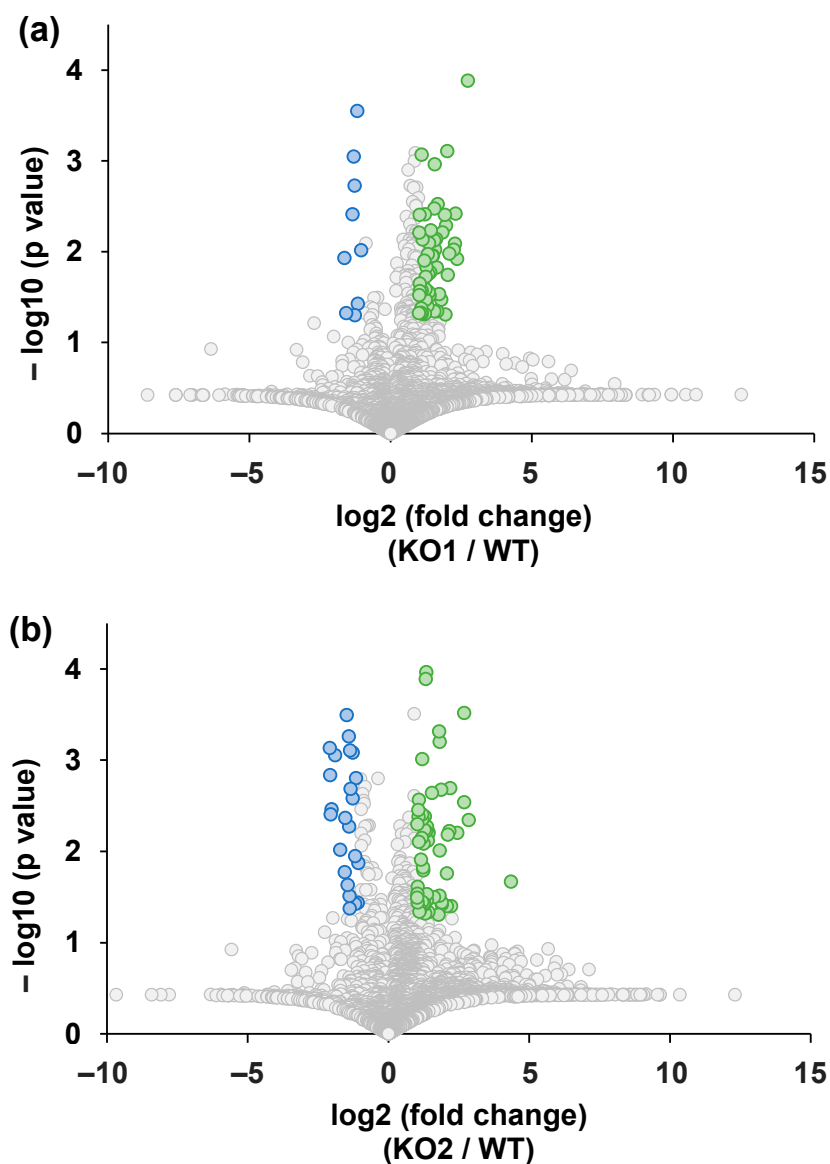 (a)
4
3
2
1
0
– log10 (p value)
–10
–5
0
5
10
15
log2 (fold change)
(KO1 / WT)
(b)
4
3
2
1
0
– log10 (p value)
–10
–5
0
5
10
15
log2 (fold change)
(KO2 / WT)